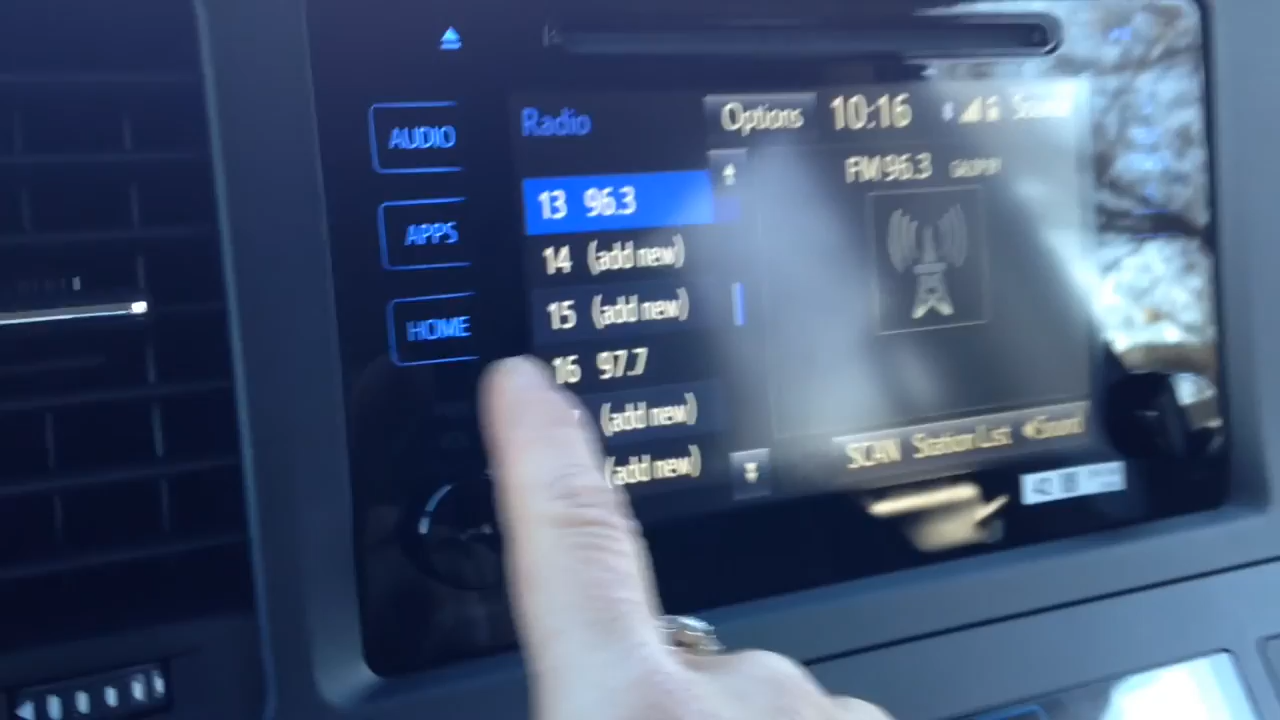 AUDIO
APPS
HOME
Radio
Options
10:16
13 96.3
14 (add new)
15 (add new)
16 97.7
(add new)
(add new)
FM 96.3
SCAN Station List Sound